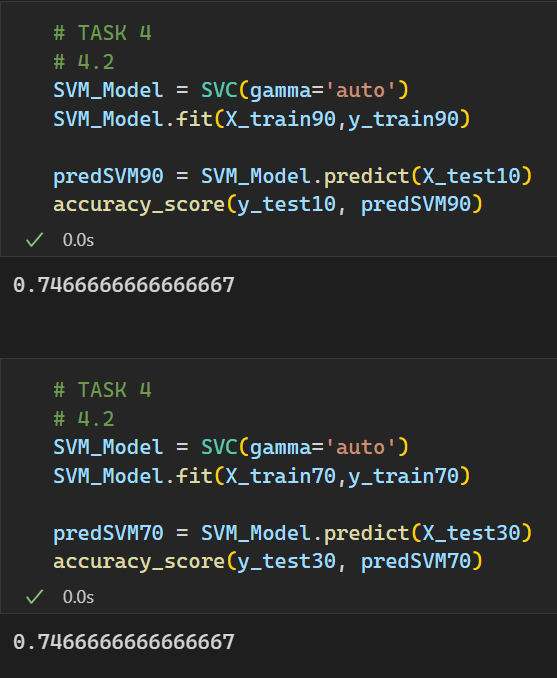 # TASK 4
# 4.2
SVM_Model = SVC(gamma='auto')
SVM_Model.fit(X_train90,y_train90)
predSVM90 = SVM_Model.predict(X_test10)
accuracy_score(y_test10, predSVM90)
0.0s
0.7466666666666667
# TASK 4
# 4.2
SVM_Model = SVC(gamma='auto')
SVM_Model.fit(X_train70,y_train70)
predSVM70 = SVM_Model.predict(X_test30)
accuracy_score(y_test30, predSVM70)
0.0s
0.7466666666666667